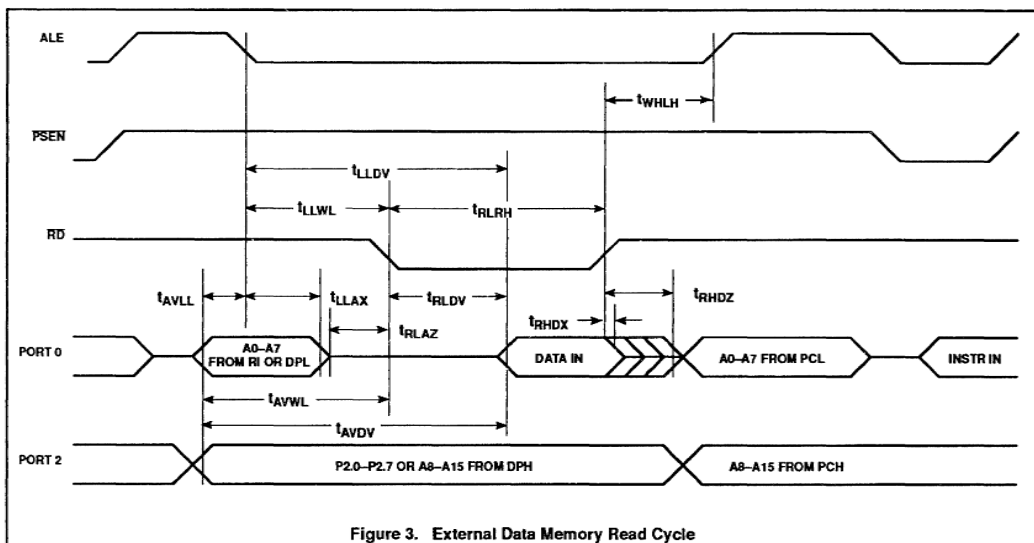 ALE
tWHLH
PSEN
tLLDV
tLLWL
tRLRH
RD
tAVLL
tLLAX
tRLDV
tRHDZ
tRLAZ
tRHDX
PORT 0
A0–A7
FROM RI OR DPL
DATA IN
A0–A7 FROM PCL
INSTR IN
tAVWL
tAVDV
PORT 2
P2.0–P2.7 OR A8–A15 FROM DPH
A8–A15 FROM PCH
Figure 3. External Data Memory Read Cycle